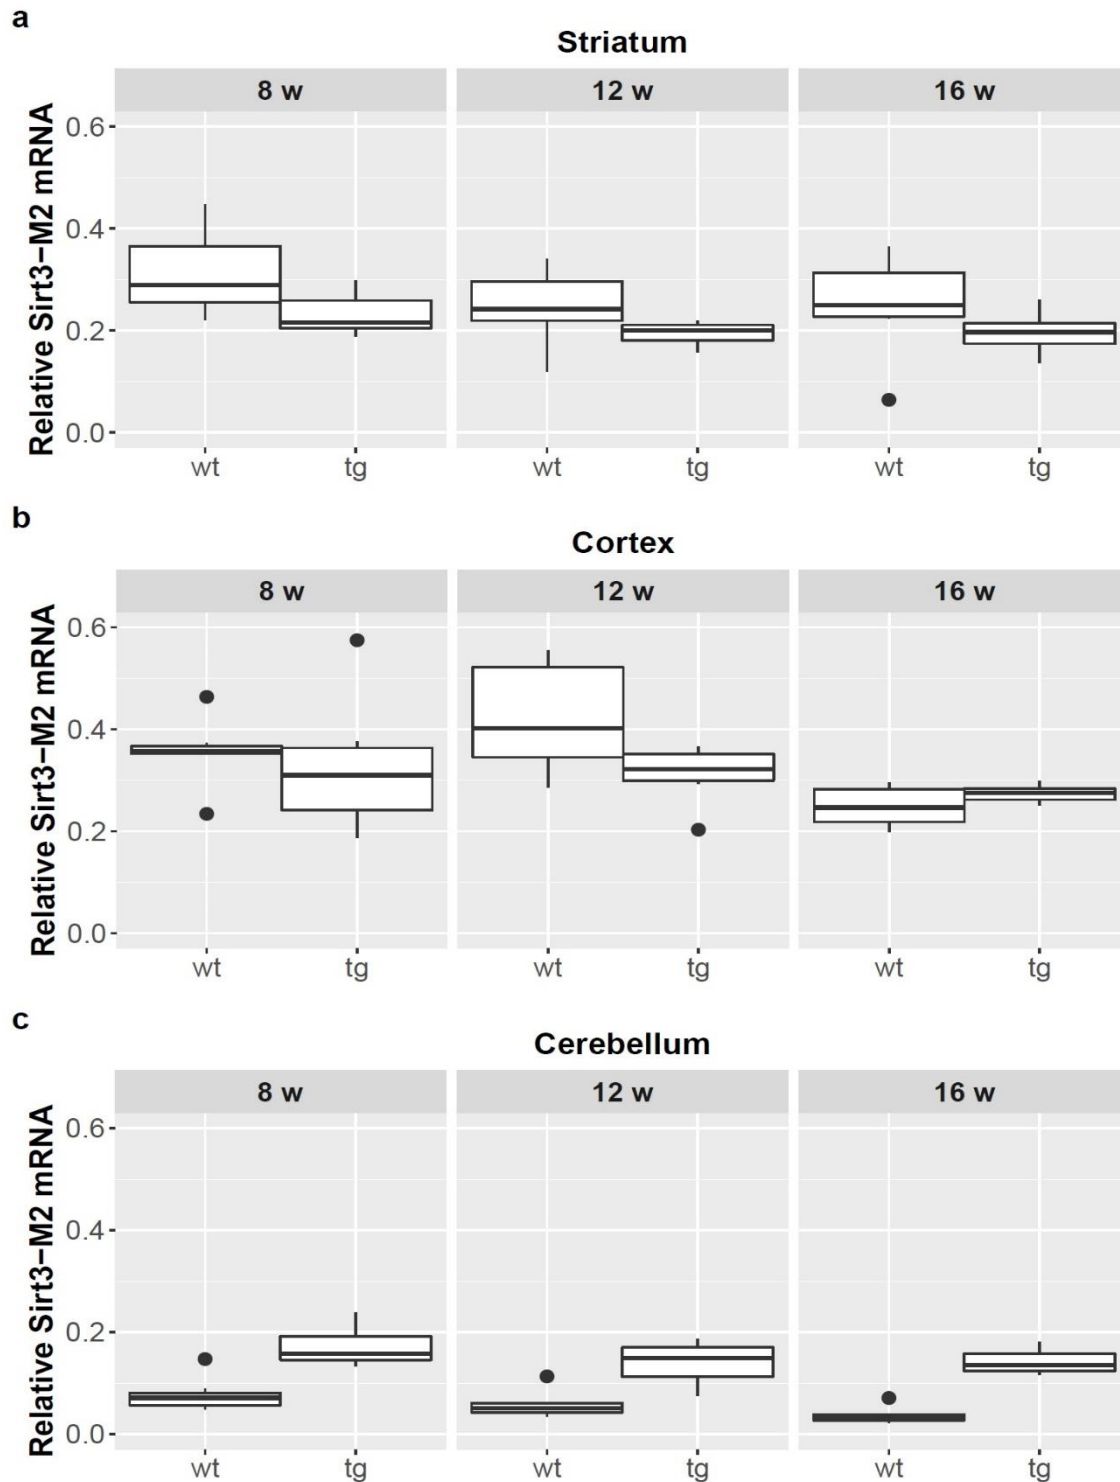 a
Striatum
8 w 12 w 16 w
Relative Sirt3−M2 mRNA
0.6
0.4
0.2
0.0
wt tg wt tg wt tg
b
Cortex
8 w 12 w 16 w
Relative Sirt3−M2 mRNA
0.6
0.4
0.2
0.0
wt tg wt tg wt tg
c
Cerebellum
8 w 12 w 16 w
Relative Sirt3−M2 mRNA
0.6
0.4
0.2
0.0
wt tg wt tg wt tg